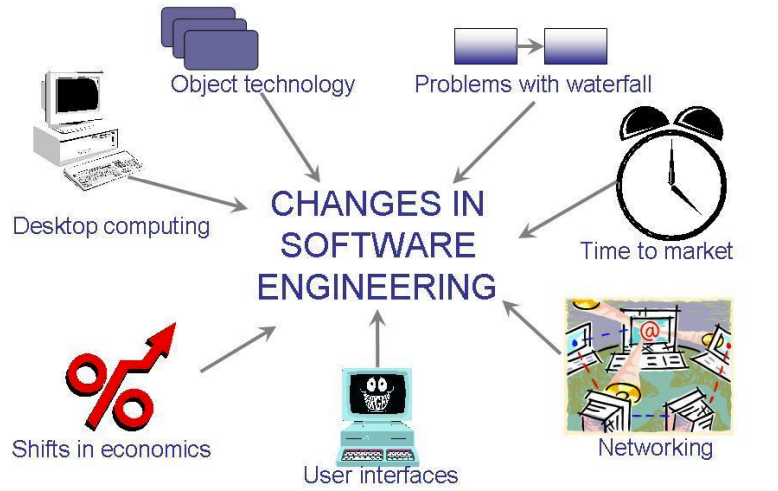 Object technology
Problems with waterfall
Desktop computing
CHANGES IN
SOFTWARE
ENGINEERING
Time to market
@
Shifts in economics
User interfaces
Networking